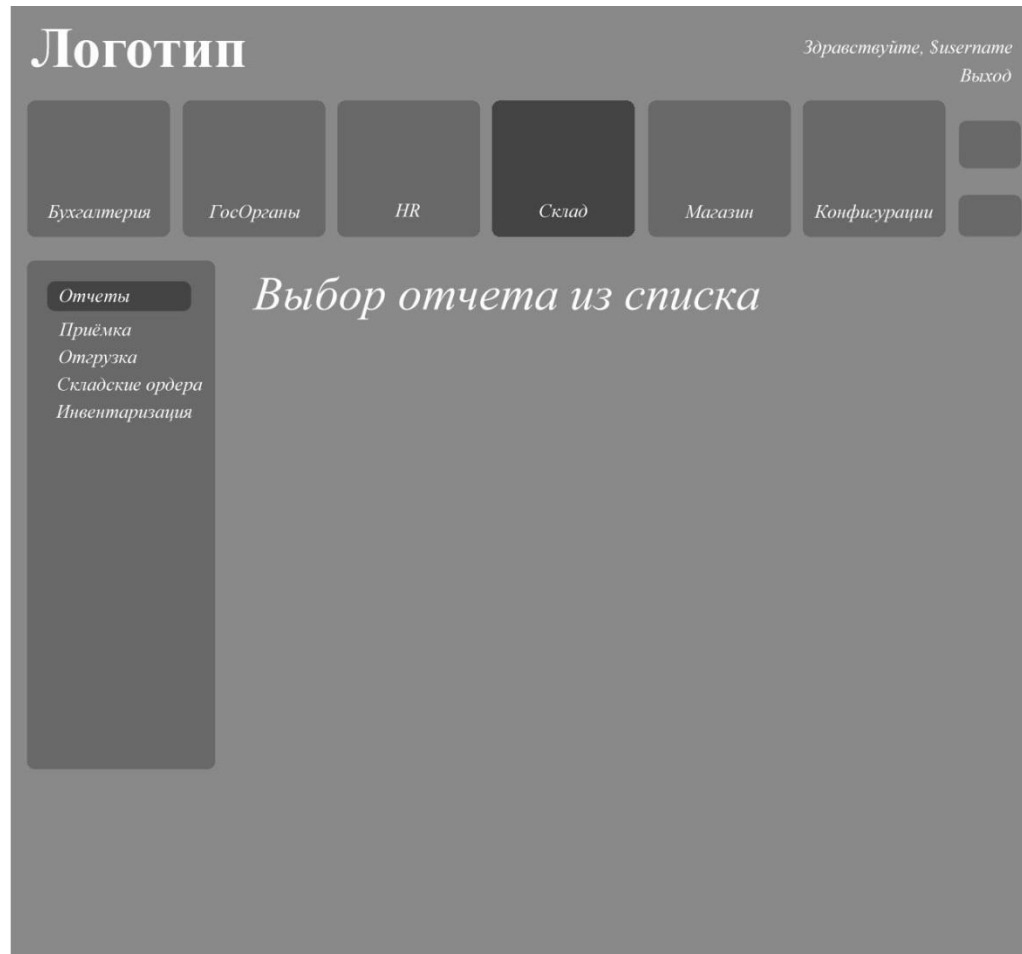 Логотип
Здравствуйте, $username
Выход
Бухгалтерия
ГосОрганы
HR
Склад
Магазин
Конфигурации
Отчеты
Приёмка
Отгрузка
Складские ордера
Инвентаризация
Выбор отчета из списка